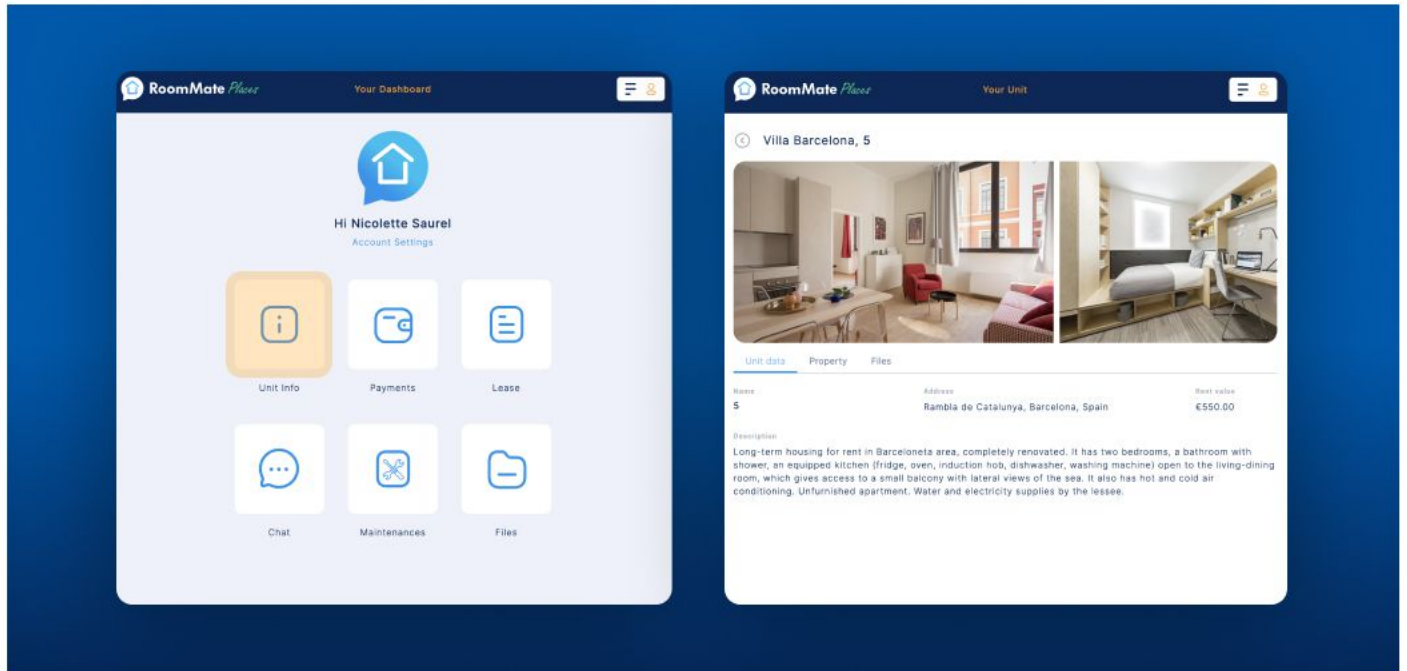 RoomMate Places
Your Dashboard
Hi Nicolette Saurel
Account Settings
Unit Info
Payments
Lease
Chat
Maintenances
Files
RoomMate Places
Your Unit
Villa Barcelona, 5
Unit data
Property
Files
Name
Address
Rent value
5
Rambla de Catalunya, Barcelona, Spain
€550.00
Description
Long-term housing for rent in Barceloneta area, completely renovated. It has two bedrooms, a bathroom with
shower, an equipped kitchen (fridge, oven, induction hob, dishwasher, washing machine) open to the living-dining
room, which gives access to a small balcony with lateral views of the sea. It also has hot and cold air
conditioning. Unfurnished apartment. Water and electricity supplies by the lessee.